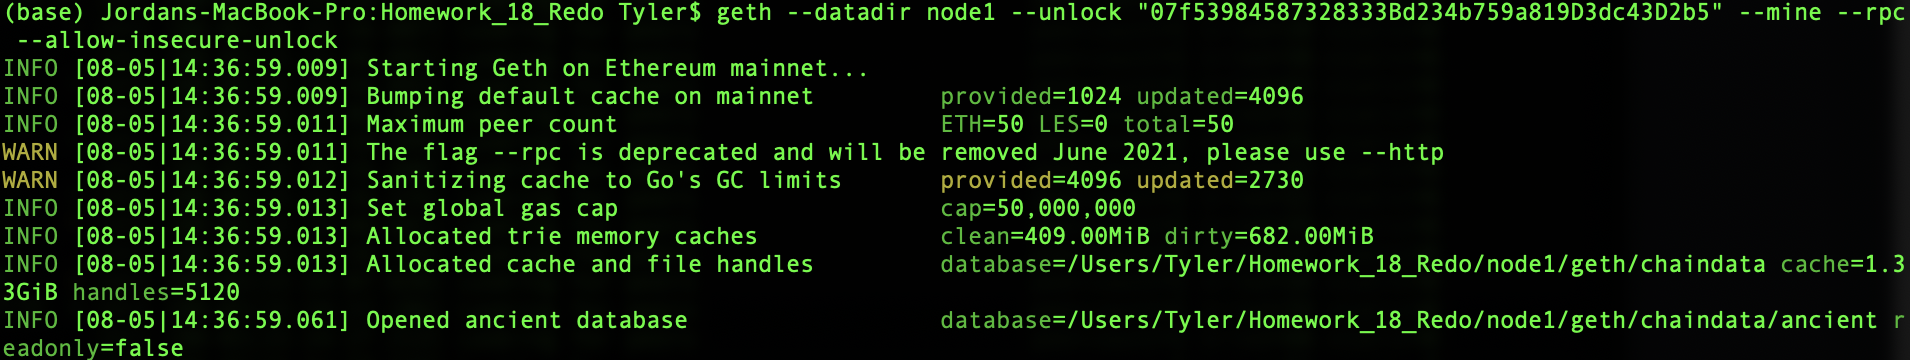 (base) Jordans-MacBook-Pro:Homework_18_Redo Tyler$ geth --datadir node1 --unlock "07f53984587328333Bd234b759a819D3dc43D2b5" --mine --rpc
 --allow-insecure-unlock
INFO [08-05|14:36:59.009] Starting Geth on Ethereum mainnet...
INFO [08-05|14:36:59.009] Bumping default cache on mainnet         provided=1024 updated=4096
INFO [08-05|14:36:59.011] Maximum peer count                       ETH=50 LES=0 total=50
WARN [08-05|14:36:59.011] The flag --rpc is deprecated and will be removed June 2021, please use --http
WARN [08-05|14:36:59.012] Sanitizing cache to Go's GC limits       provided=4096 updated=2730
INFO [08-05|14:36:59.013] Set global gas cap                       cap=50,000,000
INFO [08-05|14:36:59.013] Allocated trie memory caches             clean=409.00MiB dirty=682.00MiB
INFO [08-05|14:36:59.013] Allocated cache and file handles         database=/Users/Tyler/Homework_18_Redo/node1/geth/chaindata cache=1.3
3GiB handles=5120
INFO [08-05|14:36:59.061] Opened ancient database                  database=/Users/Tyler/Homework_18_Redo/node1/geth/chaindata/ancient r
eadonly=false